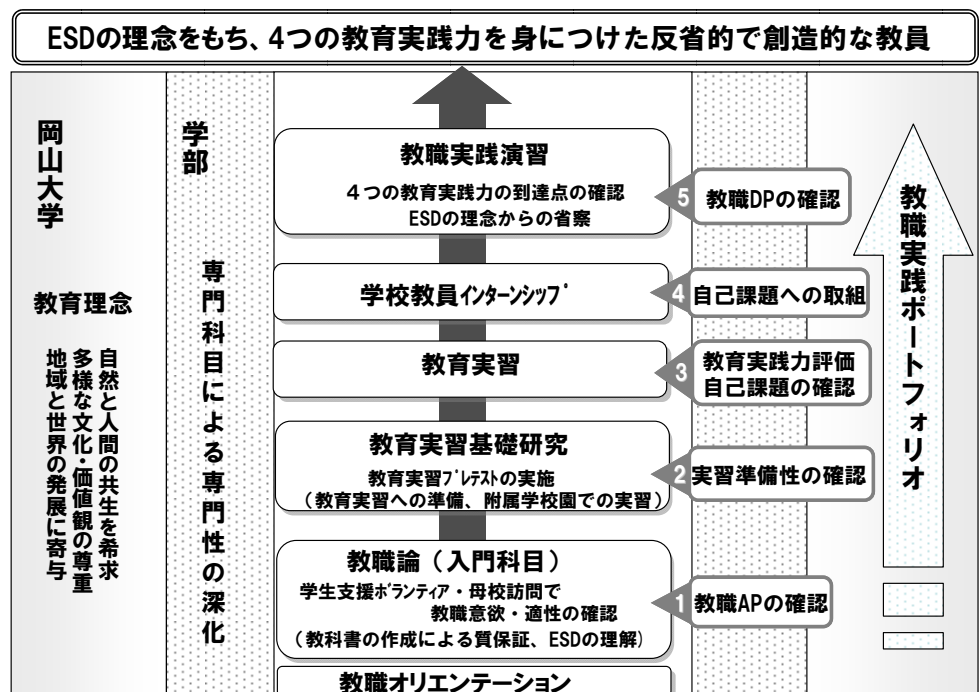 ESDの理念をもち、4つの教育実践力を身につけた反省的で創造的な教員
岡山大学
教育理念
自然と人間の共生を希求
多様な文化・価値観の尊重
地域と世界の発展に寄与
学部
専門科目による専門性の深化
教職実践演習
4つの教育実践力の到達点の確認
ESDの理念からの省察
5
教職DPの確認
学校教員インターンシップ
4
自己課題への取組
教育実習
3
教育実践力評価
自己課題の確認
教育実習基礎研究
教育実習プレテストの実施
(教育実習への準備、附属学校園での実習)
2
実習準備性の確認
教職論(入門科目)
学生支援ボランティア・母校訪問で
教職意欲・適性の確認
(教科書の作成による質保証、ESDの理解)
1
教職APの確認
教職オリエンテーション
教職実践ポートフォリオ